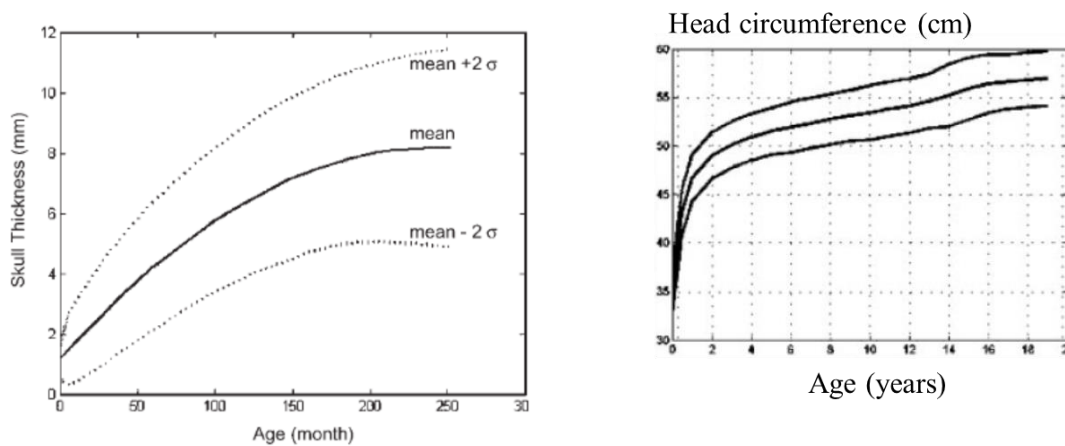 12
10
8
6
4
2
0
Skull Thickness (mm)
mean +2 σ
mean
mean - 2 σ
0 50 100 150 200 250 30
Age (month)
Head circumference (cm)
60
55
50
45
40
35
30
0 2 4 6 8 10 12 14 16 18 2
Age (years)